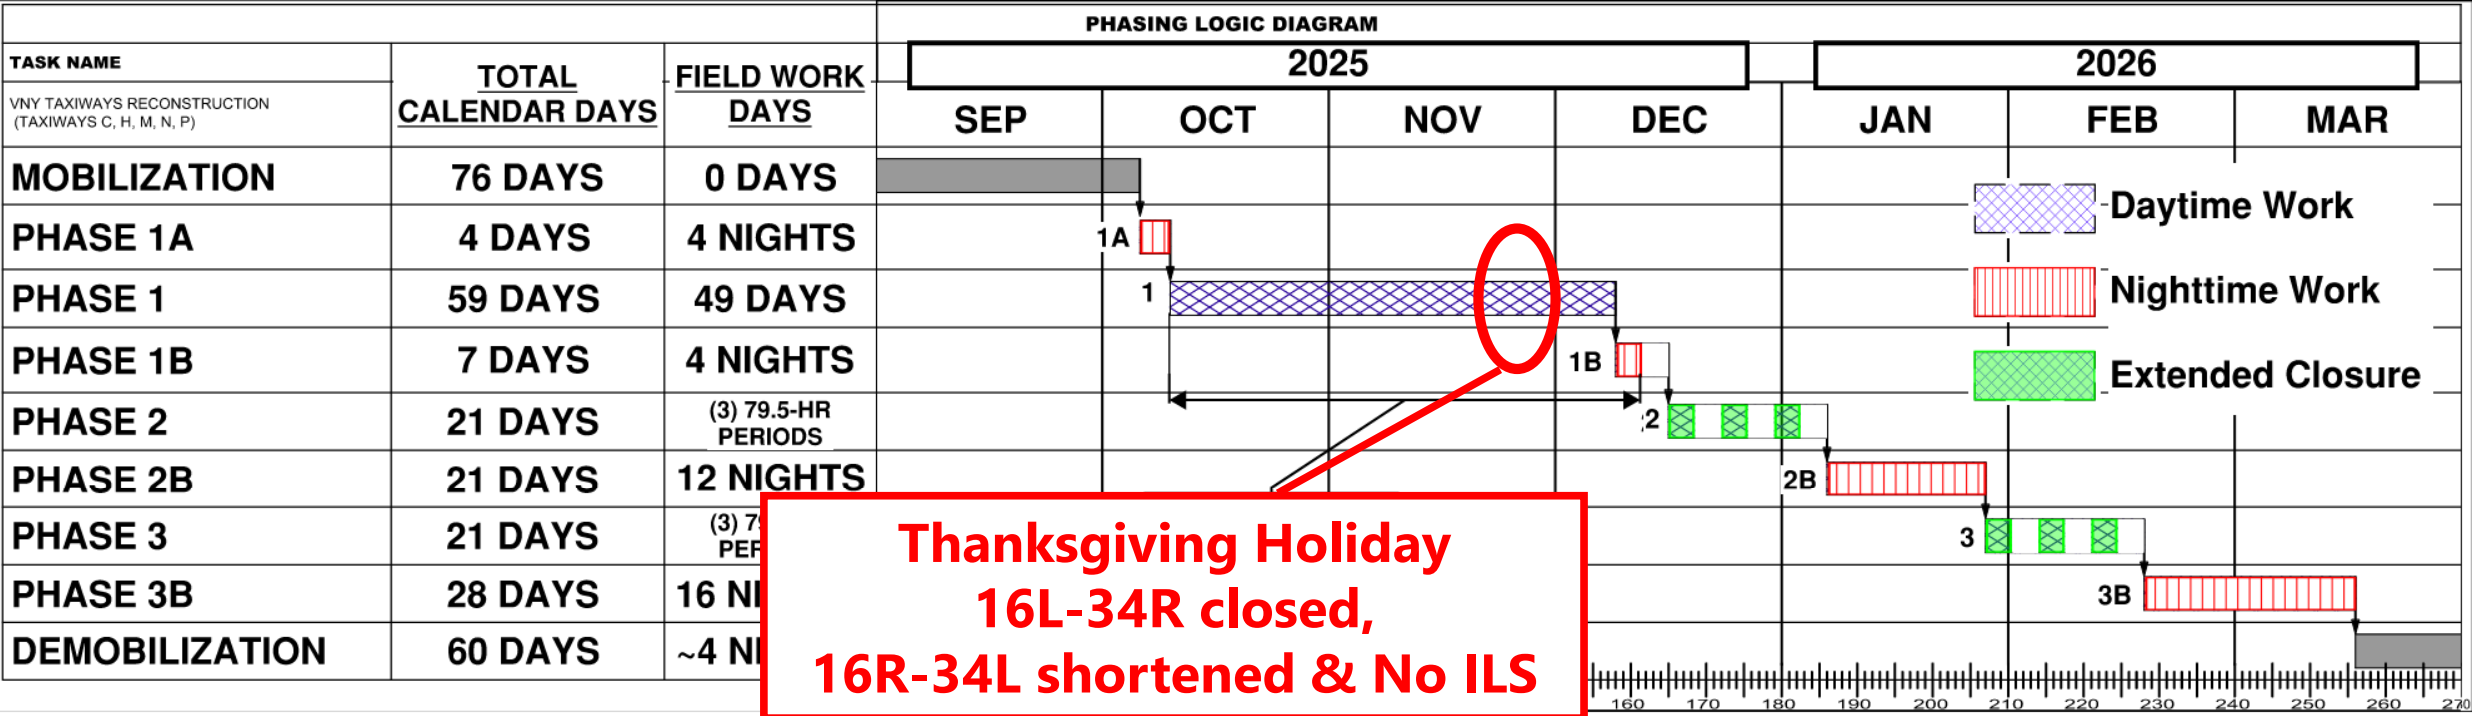 PHASING LOGIC DIAGRAM
TASK NAME
TOTAL
CALENDAR DAYS
FIELD WORK
DAYS
2025
2026
VNY TAXIWAYS RECONSTRUCTION
(TAXIWAYS C, H, M, N, P)
SEP OCT NOV DEC JAN FEB MAR
MOBILIZATION 76 DAYS 0 DAYS
Daytime Work
PHASE 1A 4 DAYS 4 NIGHTS 1A
PHASE 1 59 DAYS 49 DAYS 1
Nighttime Work
PHASE 1B 7 DAYS 4 NIGHTS 1B
Extended Closure
PHASE 2 21 DAYS (3) 79.5-HR
PERIODS
2
PHASE 2B 21 DAYS 12 NIGHTS 2B
PHASE 3 21 DAYS (3)
3
PHASE 3B 28 DAYS 16 3B
DEMOBILIZATION 60 DAYS ~4
Thanksgiving Holiday
16L-34R closed,
16R-34L shortened & No ILS
160 170 180 190 200 210 220 230 240 250 260 270